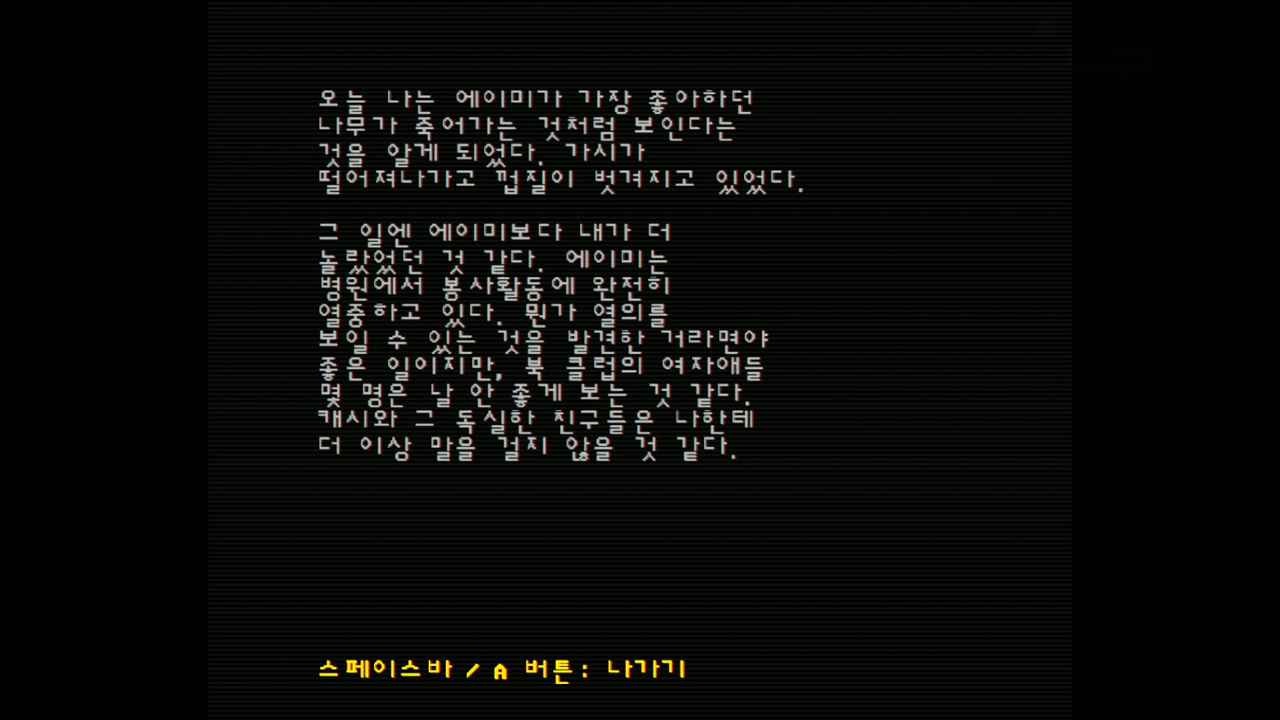 오늘 나는 에이미가 가장 좋아하던
나무가 죽어가는 것처럼 보인다는
것을 알게 되었다. 가시가
떨어져나가고 껍질이 벗겨지고 있었다.
그 일엔 에이미보다 내가 더
놀랐었던 것 같다. 에이미는
병원에서 봉사활동에 완전히
열중하고 있다. 뭔가 열의를
보일 수 있는 것을 발견한 거라면야
좋은 일이지만, 북 클럽의 여자애들
몇 명은 날 안 좋게 보는 것 같다.
캐시와 그 독실한 친구들은 나한테
더 이상 말을 걸지 않을 것 같다.
스페이스바 / A 버튼: 나가기